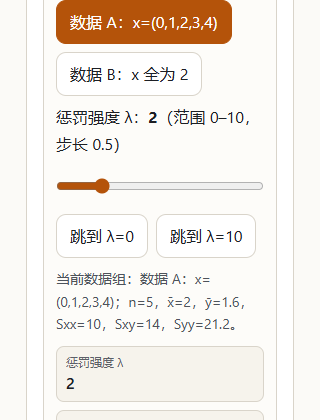 数据 A：x=(0,1,2,3,4)
数据 B：x 全为 2
惩罚强度 λ：2（范围 0–10，
步长 0.5）
跳到 λ=0
跳到 λ=10
当前数据组：数据 A：x=
(0,1,2,3,4)；n=5，x̄=2，ȳ=1.6，
Sxx=10，Sxy=14，Syy=21.2。
惩罚强度 λ
2